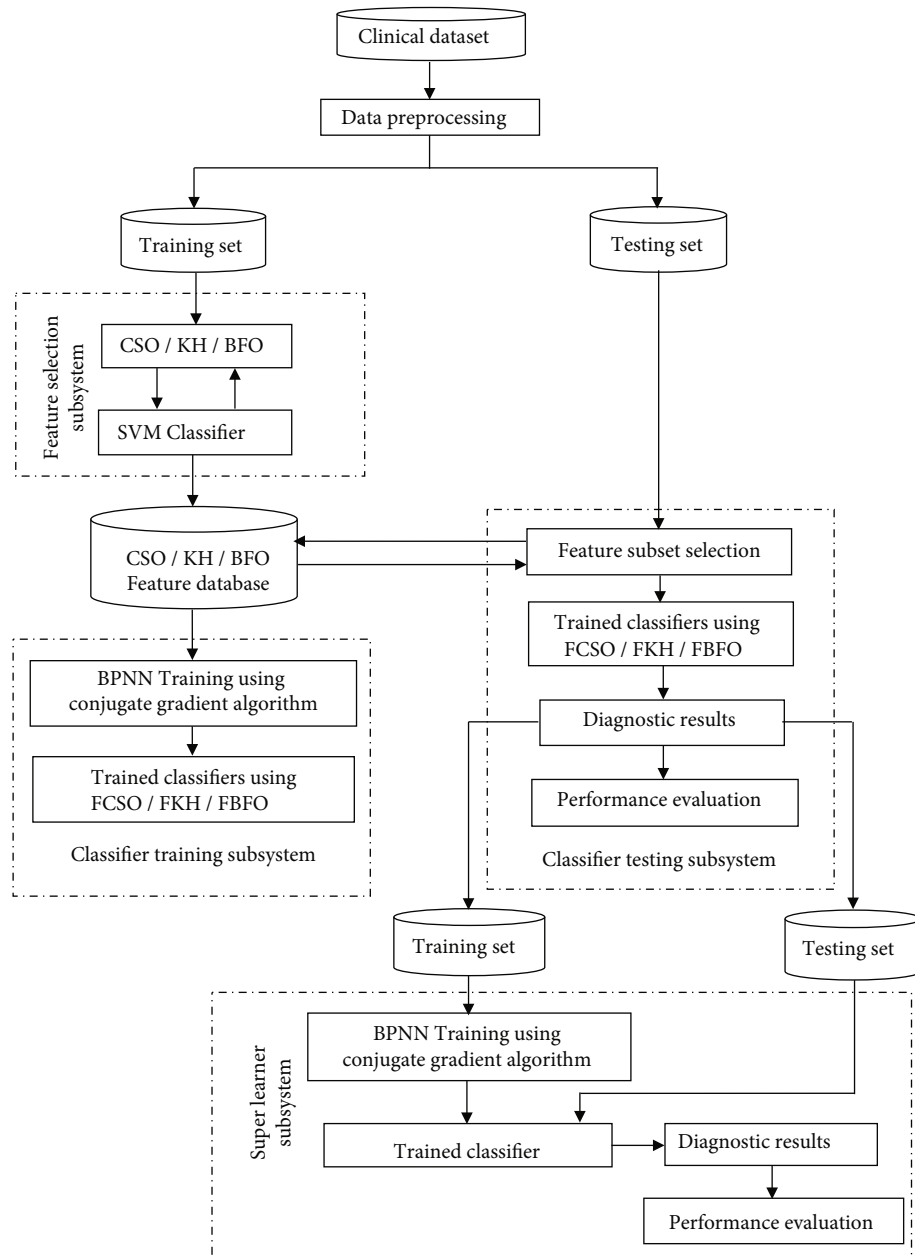 Clinical dataset
Data preprocessing
Training set
Testing set
Feature selection
subsystem
CSO / KH / BFO
SVM Classifier
CSO / KH / BFO
Feature database
Feature subset selection
Trained classifiers using
FCSO / FKH / FBFO
BPNN Training using
conjugate gradient algorithm
Diagnostic results
Trained classifiers using
FCSO / FKH / FBFO
Performance evaluation
Classifier training subsystem
Classifier testing subsystem
Training set
Testing set
Super learner
subsystem
BPNN Training using
conjugate gradient algorithm
Trained classifier
Diagnostic results
Performance evaluation